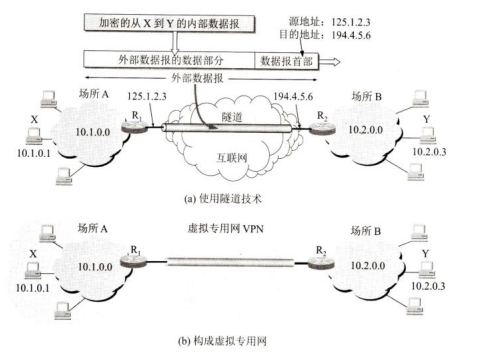 加密的从 X 到 Y 的内部数据报
源地址：125.1.2.3
目的地址：194.4.5.6
外部数据报的数据部分 数据报首部
外部数据报
场所 A 125.1.2.3 隧道 194.4.5.6 场所 B
X R1 R2 Y
10.1.0.0 10.2.0.0
10.1.0.1 互联网 10.2.0.3
(a) 使用隧道技术
场所 A 虚拟专用网 VPN 场所 B
X R1 R2 Y
10.1.0.0 10.2.0.0
10.1.0.1 10.2.0.3
(b) 构成虚拟专用网